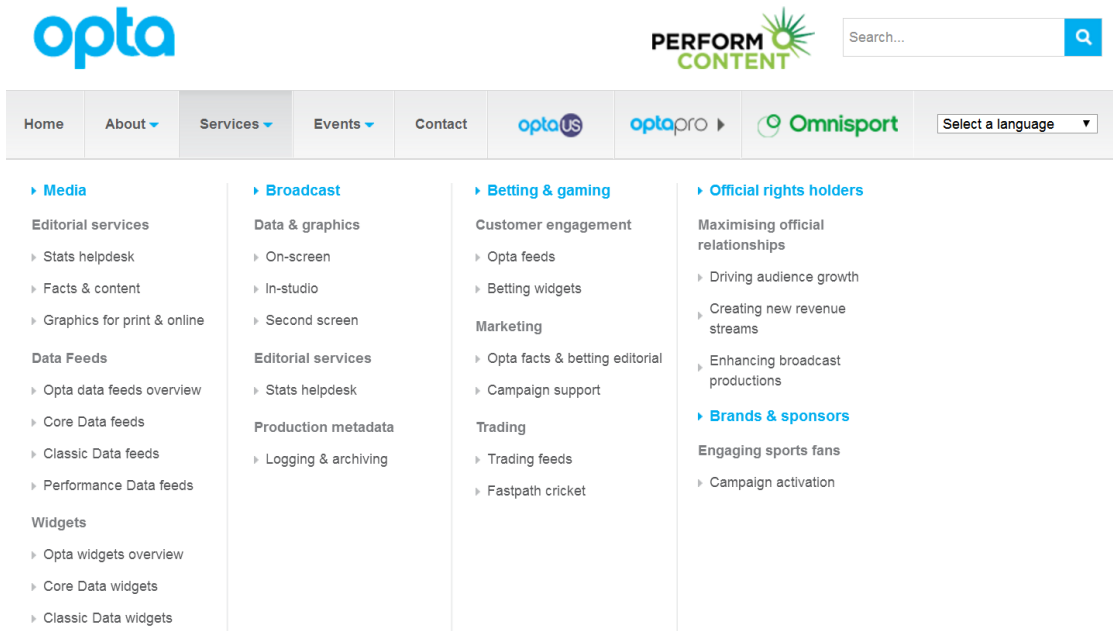 opta
PERFORM
CONTENT
Search...
Home
About
Services
Events
Contact
optaUS
optapro
Omnisport
Select a language
Media
Editorial services
Stats helpdesk
Facts & content
Graphics for print & online
Data Feeds
Opta data feeds overview
Core Data feeds
Classic Data feeds
Performance Data feeds
Widgets
Opta widgets overview
Core Data widgets
Classic Data widgets
Broadcast
Data & graphics
On-screen
In-studio
Second screen
Editorial services
Stats helpdesk
Production metadata
Logging & archiving
Betting & gaming
Customer engagement
Opta feeds
Betting widgets
Marketing
Opta facts & betting editorial
Campaign support
Trading
Trading feeds
Fastpath cricket
Official rights holders
Maximising official
relationships
Driving audience growth
Creating new revenue
streams
Enhancing broadcast
productions
Brands & sponsors
Engaging sports fans
Campaign activation